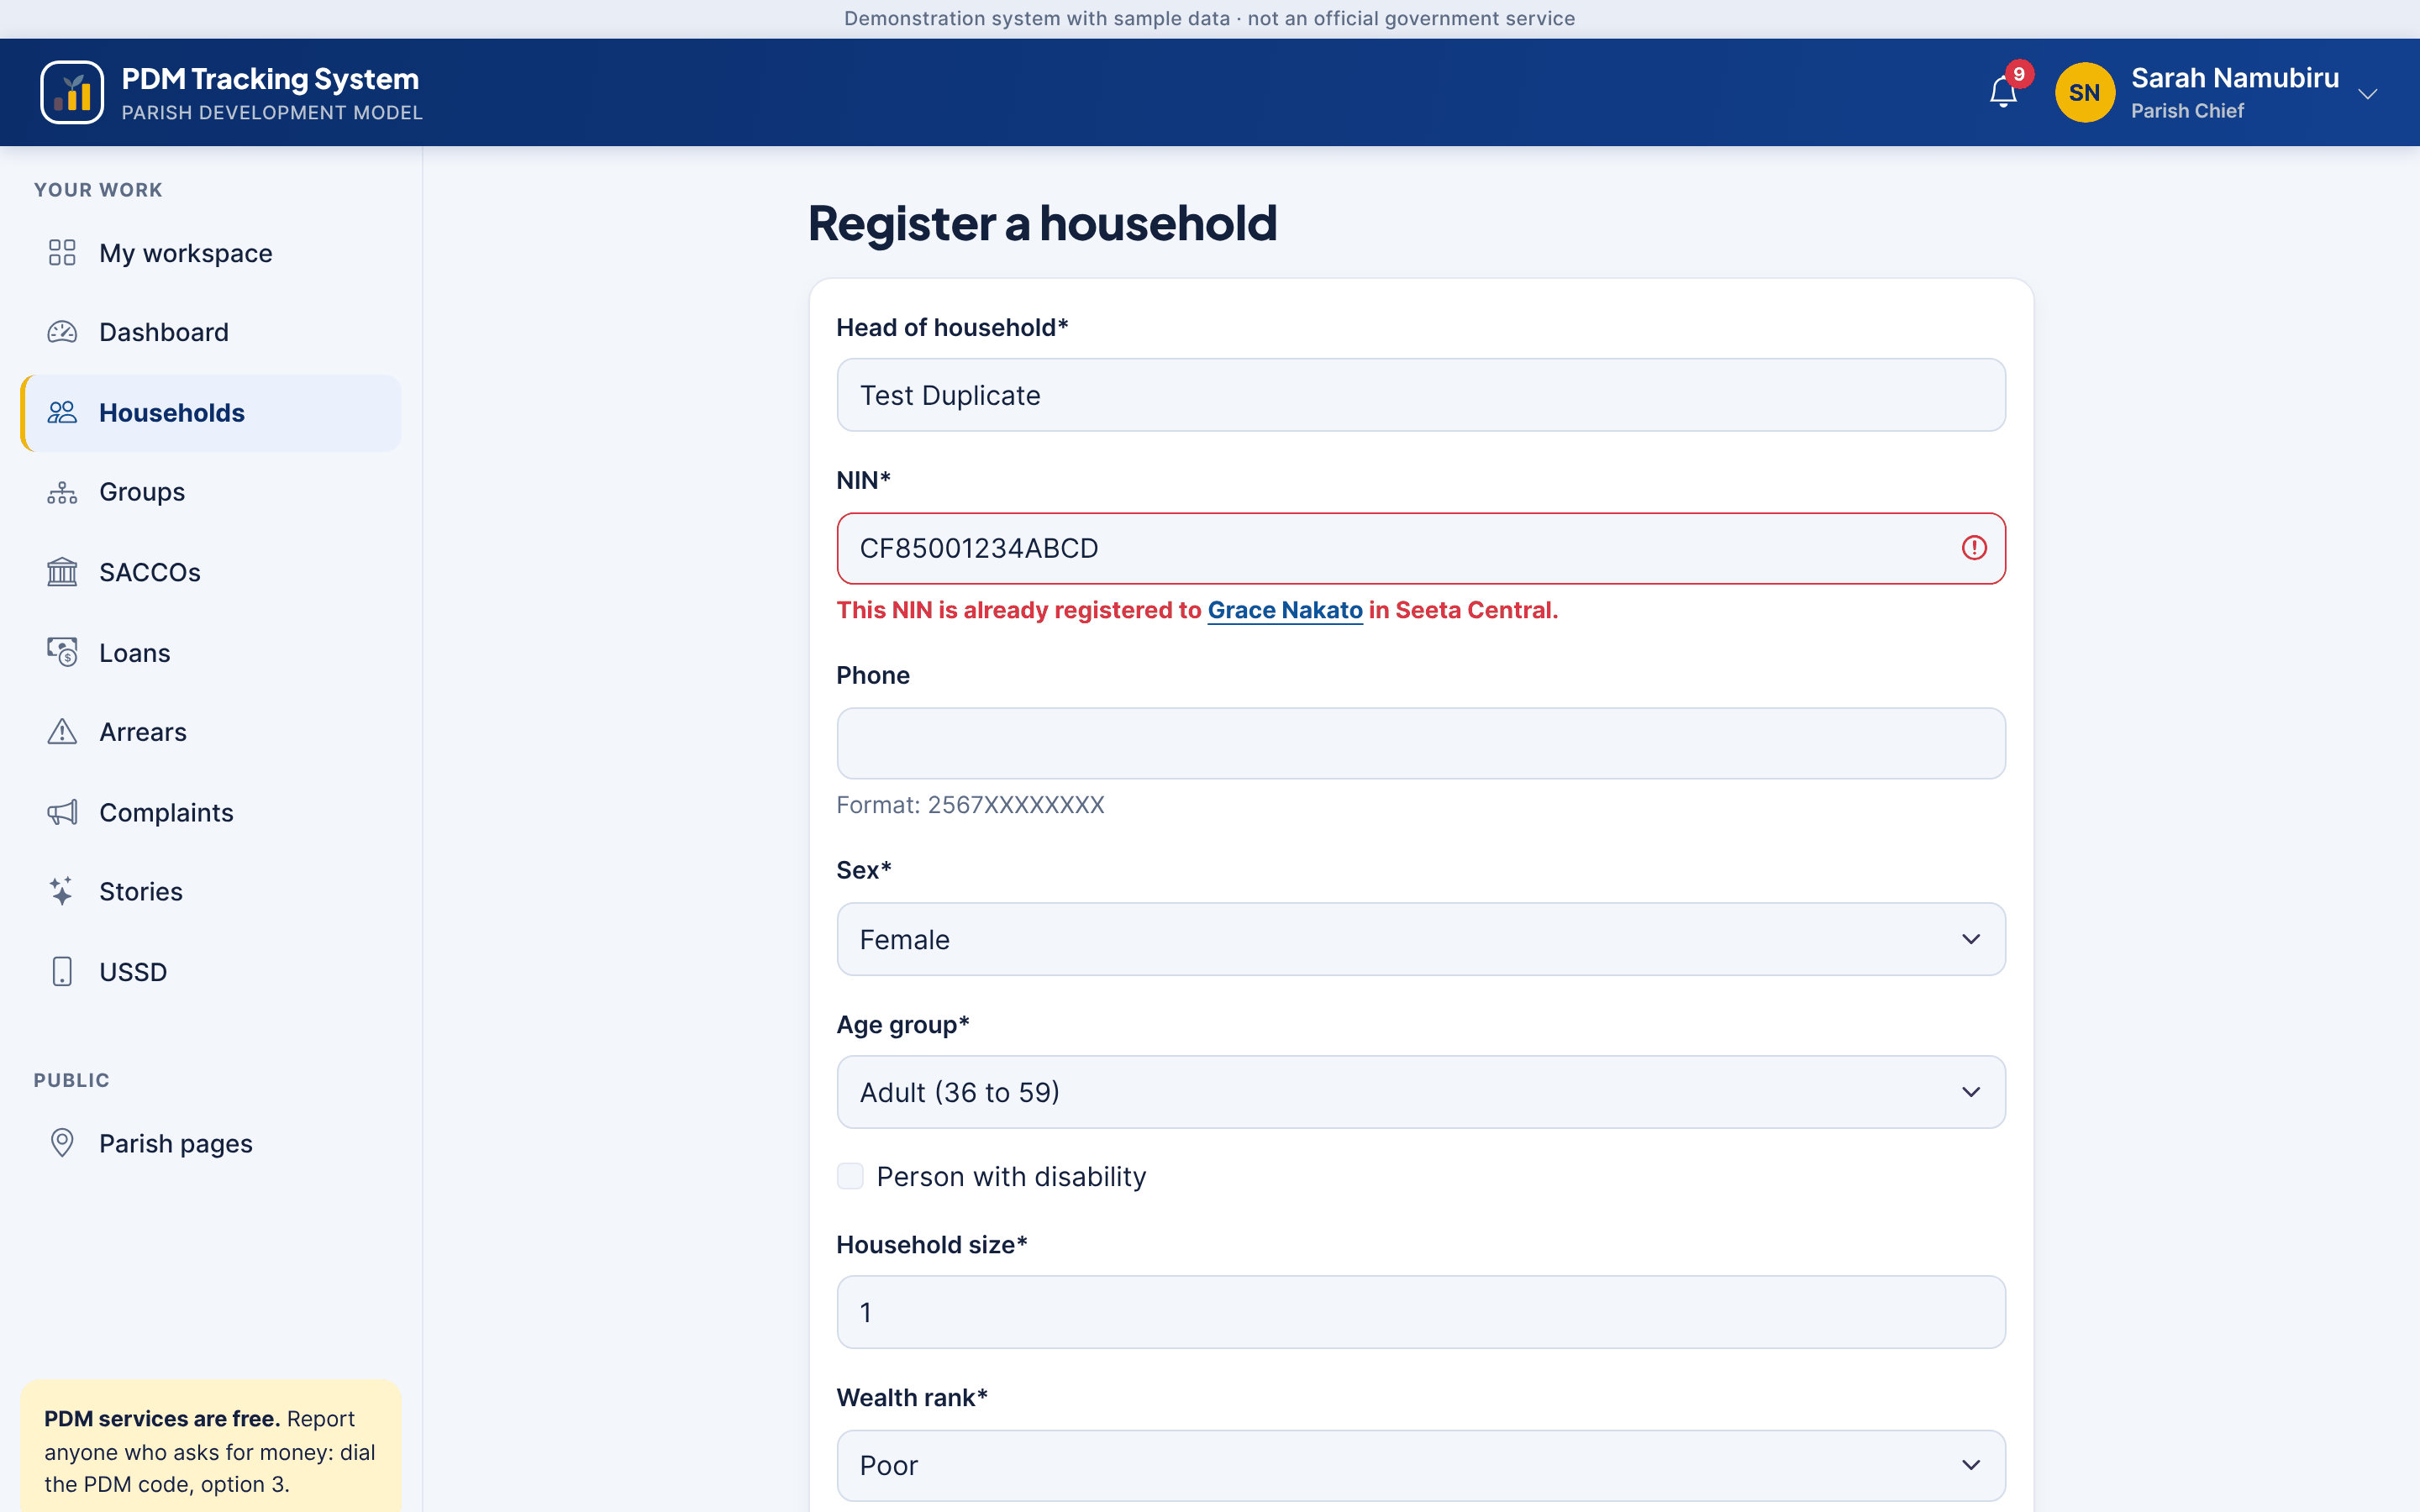 Demonstration system with sample data · not an official government service
PDM Tracking System
PARISH DEVELOPMENT MODEL
9
SN
Sarah Namubiru
Parish Chief
YOUR WORK
My workspace
Dashboard
Households
Groups
SACCOs
Loans
Arrears
Complaints
Stories
USSD
PUBLIC
Parish pages
PDM services are free. Report
anyone who asks for money: dial
the PDM code, option 3.
Register a household
Head of household*
Test Duplicate
NIN*
CF85001234ABCD
This NIN is already registered to Grace Nakato in Seeta Central.
Phone
Format: 2567XXXXXXXX
Sex*
Female
Age group*
Adult (36 to 59)
Person with disability
Household size*
1
Wealth rank*
Poor